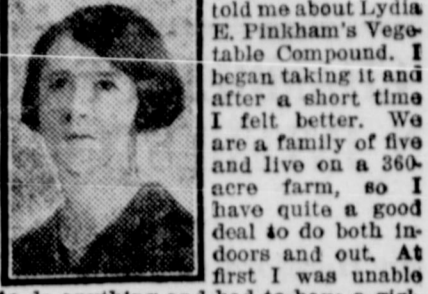 told me about Lydia
E. Pinkham's Vege-
table Compound. I
began taking it and
after a short time
I felt better. We
are a family of five
and live on a 360-
acre farm, so I
have quite a good
deal to do both in-
doors and out. At
first I was unable